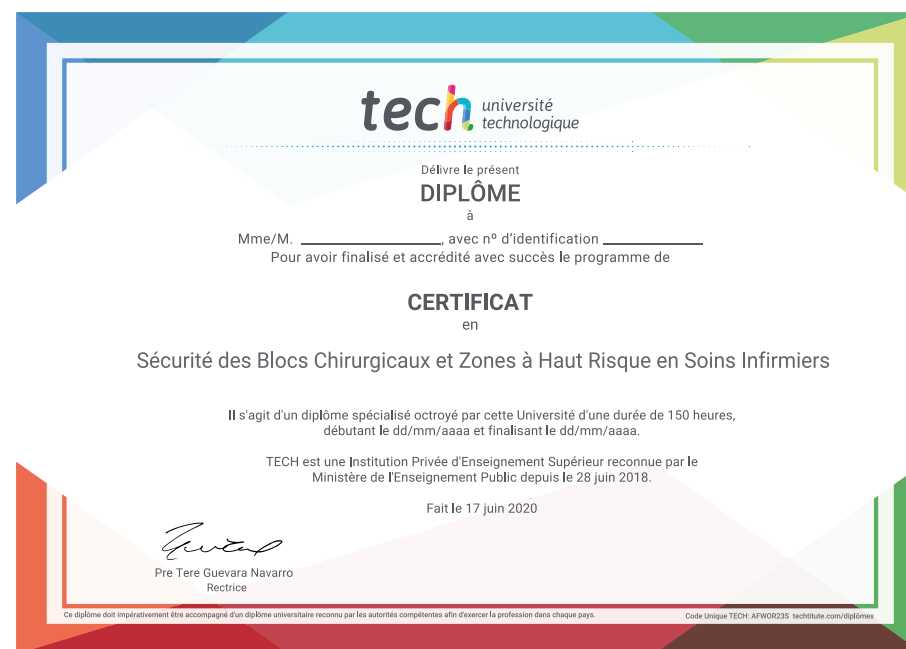 tech université
technologique
Délivre le présent
DIPLÔME
à
Mme/M. ____________________, avec nº d'identification ______________
Pour avoir finalisé et accrédité avec succès le programme de
CERTIFICAT
en
Sécurité des Blocs Chirurgicaux et Zones à Haut Risque en Soins Infirmiers
Il s'agit d'un diplôme spécialisé octroyé par cette Université d'une durée de 150 heures,
débutant le dd/mm/aaaa et finalisant le dd/mm/aaaa.
TECH est une Institution Privée d'Enseignement Supérieur reconnue par le
Ministère de l'Enseignement Public depuis le 28 juin 2018.
Fait le 17 juin 2020
Pre Tere Guevara Navarro
Rectrice
Ce diplôme doit impérativement être accompagné d'un diplôme universitaire reconnu par les autorités compétentes afin d'exercer la profession dans chaque pays.
Code Unique TECH: AFWOR23S techtitute.com/diplômes